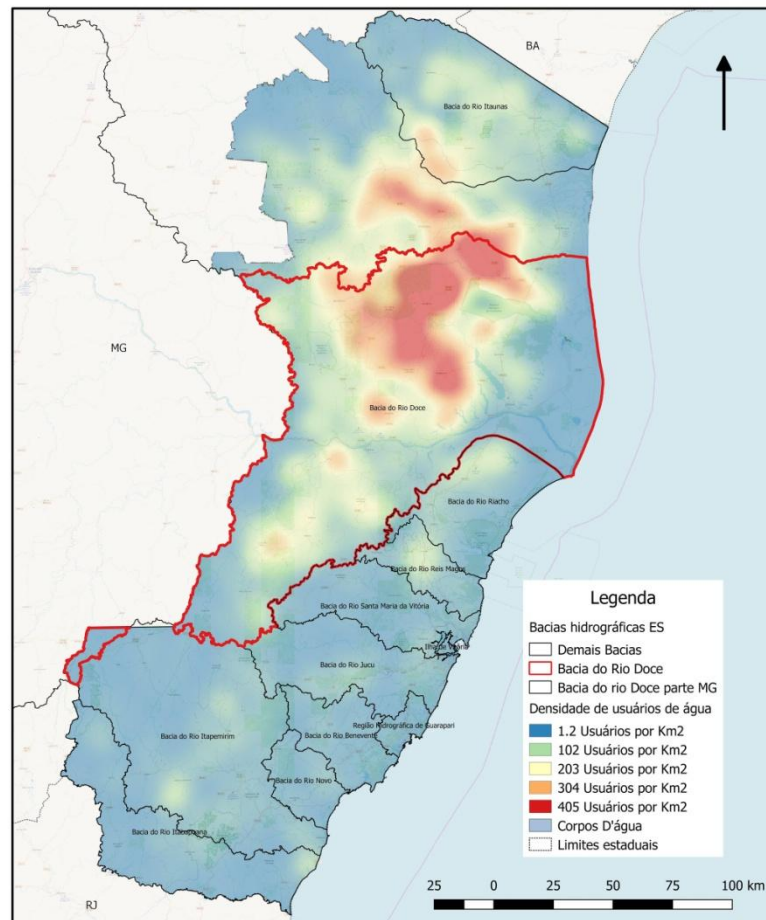 BA
Bacia do Rio Itaunas
MG
Bacia do Rio Doce
Bacia do Rio Riacho
Bacia do Rio Reis Magos
Bacia do Rio Santa Maria da Vitória
Ilha de Vitória
Bacia do Rio Jucu
Região Hidrográfica de Guarapari
Bacia do Rio Itapemirim
Bacia do Rio Benevente
Bacia do Rio Novo
Bacia do Rio Itabapoana
RJ
Legenda
Bacias hidrográficas ES
Demais Bacias
Bacia do Rio Doce
Bacia do rio Doce parte MG
Densidade de usuários de água
1.2 Usuários por Km2
102 Usuários por Km2
203 Usuários por Km2
304 Usuários por Km2
405 Usuários por Km2
Corpos D'água
Limites estaduais
25 0 25 50 75 100 km